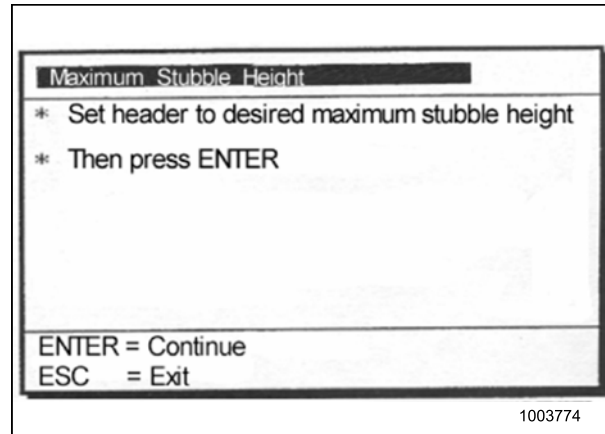 Maximum Stubble Height
* Set header to desired maximum stubble height
* Then press ENTER
ENTER = Continue
ESC = Exit
1003774